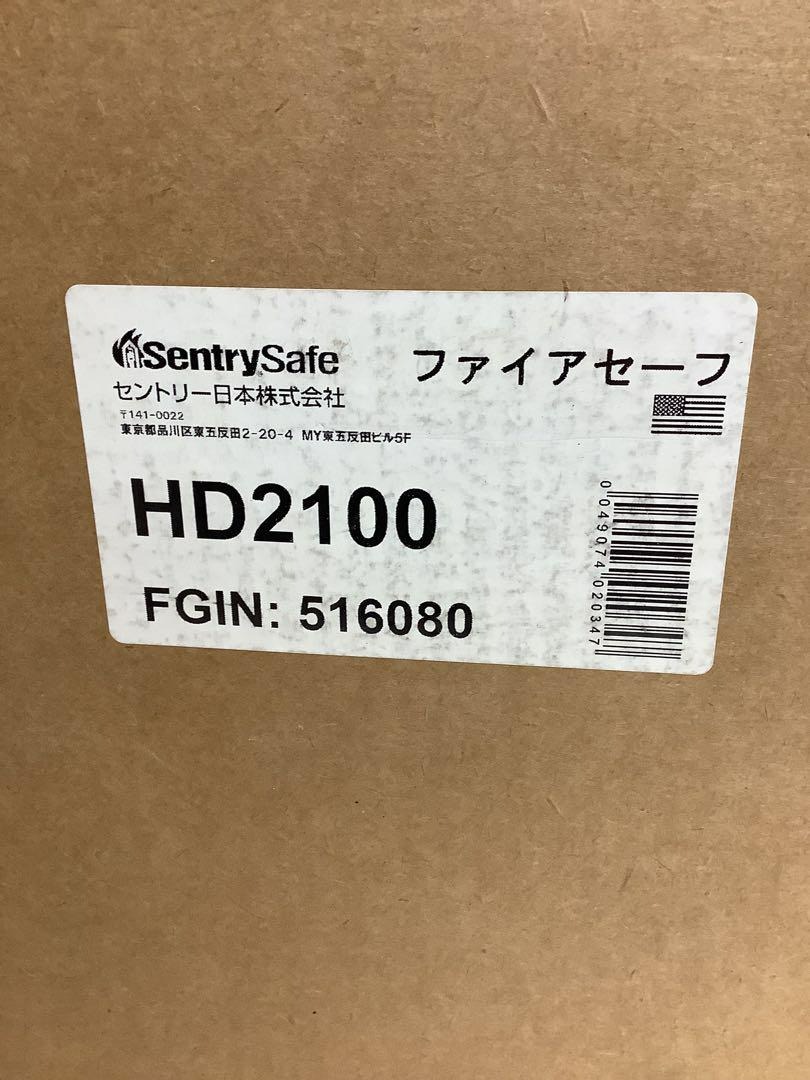 SentrySafe
ファイアセーフ
セントリー日本株式会社
〒141-0022
東京都品川区東五反田2-20-4 MY東五反田ビル5F
HD2100
FGIN: 516080
0 049074 020347